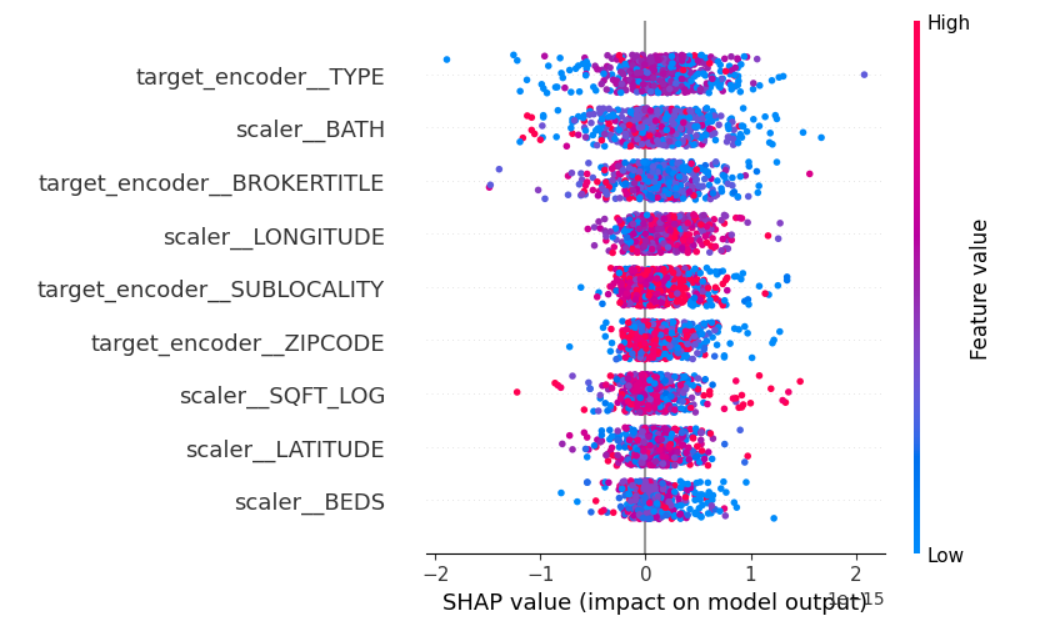 High
target_encoder__TYPE
scaler__BATH
target_encoder__BROKERTITLE
scaler__LONGITUDE
target_encoder__SUBLOCALITY
target_encoder__ZIPCODE
scaler__SQFT_LOG
scaler__LATITUDE
scaler__BEDS
Feature value
Low
−2 −1 0 1 2
1e−15
SHAP value (impact on model output)